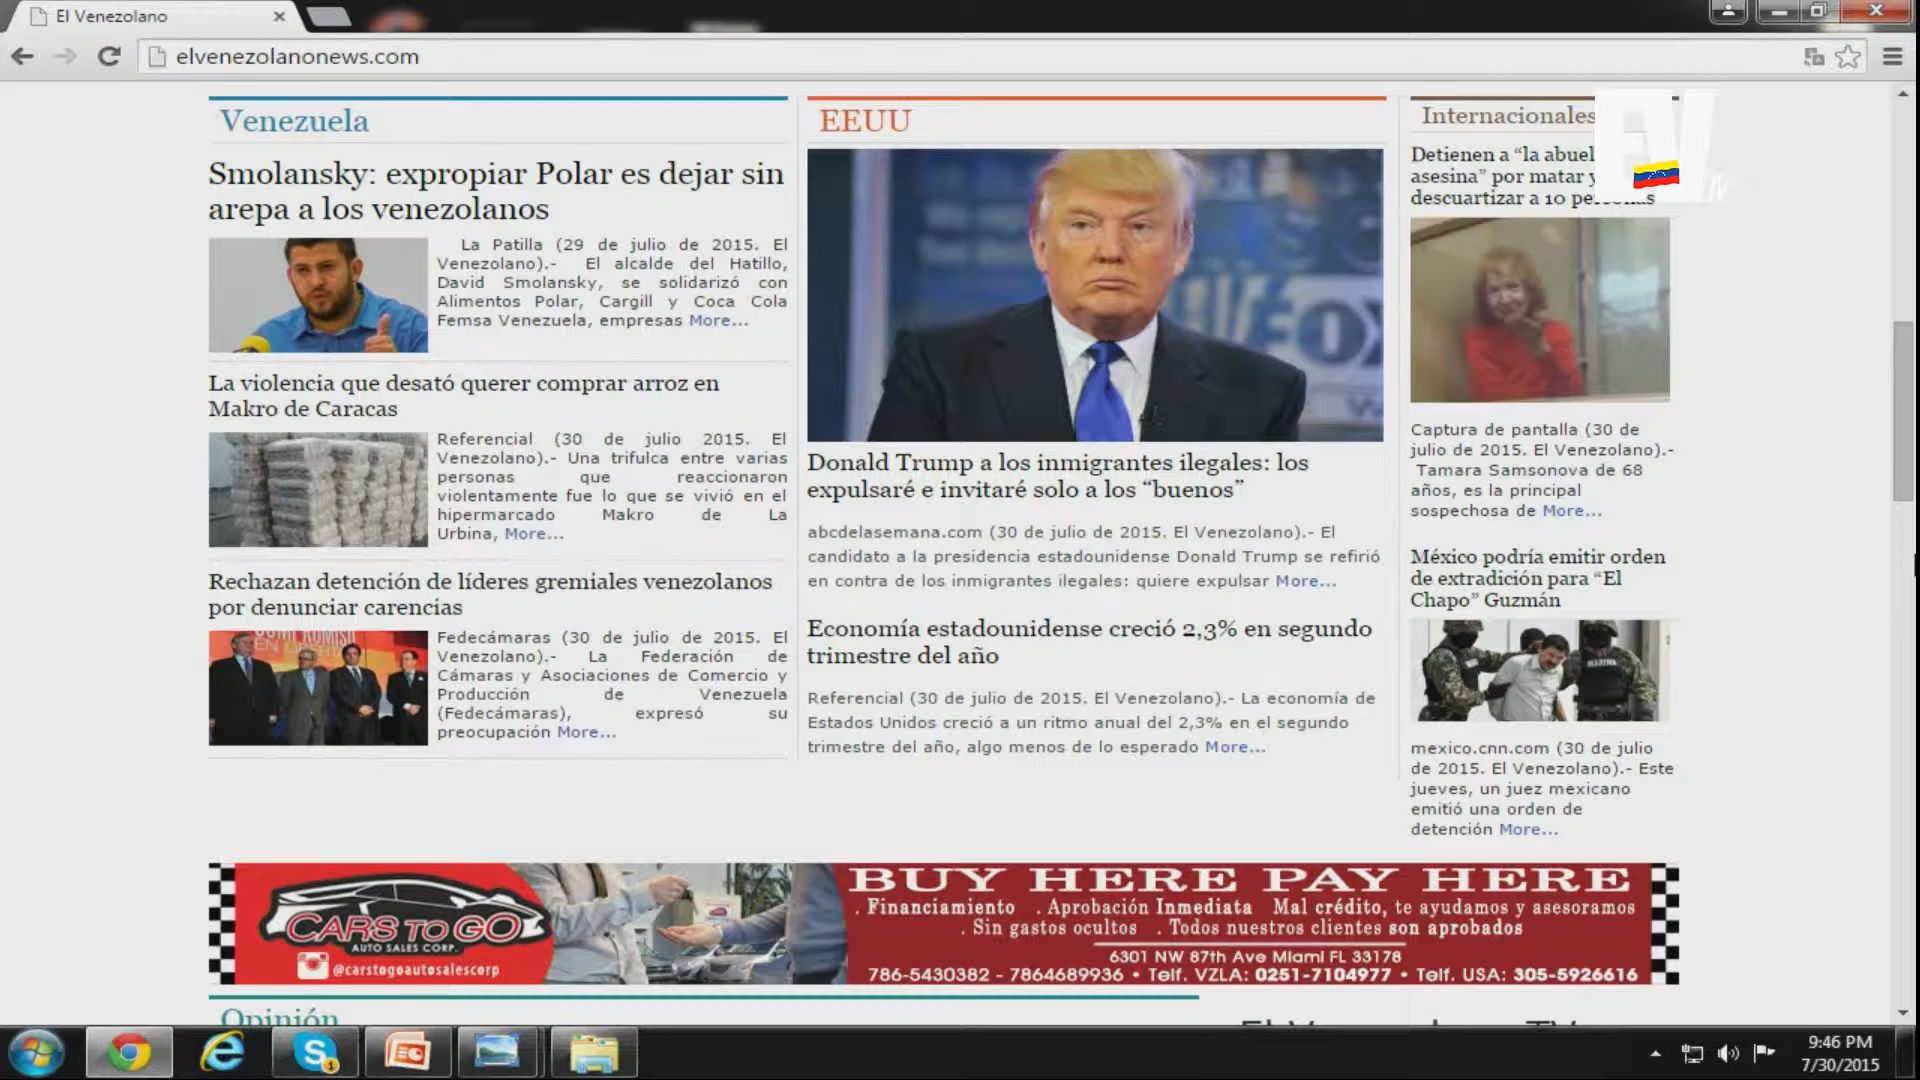 El Venezolano
elvenezolanonews.com
Venezuela
Smolansky: expropiar Polar es dejar sin
arepa a los venezolanos
La Patilla (29 de julio de 2015. El
Venezolano).- El alcalde del Hatillo,
David Smolansky, se solidarizó con
Alimentos Polar, Cargill y Coca Cola
Femsa Venezuela, empresas More...
La violencia que desató querer comprar arroz en
Makro de Caracas
Referencial (30 de julio de 2015. El
Venezolano).- Una trifulca entre varias
personas que reaccionaron
violentamente fue lo que se vivió en el
hipermarcado Makro de La
Urbina, More...
Rechazan detención de líderes gremiales venezolanos
por denunciar carencias
Fedecámaras (30 de julio de 2015. El
Venezolano).- La Federación de
Cámaras y Asociaciones de Comercio y
Producción de Venezuela
(Fedecámaras), expresó su
preocupación More...
EEUU
Donald Trump a los inmigrantes ilegales: los
expulsaré e invitaré solo a los “buenos”
abcdelasemana.com (30 de julio de 2015. El Venezolano).- El
candidato a la presidencia estadounidense Donald Trump se refirió
en contra de los inmigrantes ilegales: quiere expulsar More...
Economía estadounidense creció 2,3% en segundo
trimestre del año
Referencial (30 de julio de 2015. El Venezolano).- La economía de
Estados Unidos creció a un ritmo anual del 2,3% en el segundo
trimestre del año, algo menos de lo esperado More...
Internacionales
EV
tv
Detienen a “la abuel
asesina” por matar y
descuartizar a 10 personas
Captura de pantalla (30 de
julio de 2015. El Venezolano).-
Tamara Samsonova de 68
años, es la principal
sospechosa de More...
México podría emitir orden
de extradición para “El
Chapo” Guzmán
MARINA
mexico.cnn.com (30 de julio
de 2015. El Venezolano).- Este
jueves, un juez mexicano
emitió una orden de
detención More...
CARS TO GO
AUTO SALES CORP.
@carstogoautosalescorp
BUY HERE PAY HERE
. Financiamiento . Aprobación Inmediata Mal crédito, te ayudamos y asesoramos
. Sin gastos ocultos . Todos nuestros clientes son aprobados
6301 NW 87th Ave Miami FL 33178
786-5430382 - 7864689936 • Telf. VZLA: 0251-7104977 • Telf. USA: 305-5926616
Opinión
9:46 PM
7/30/2015